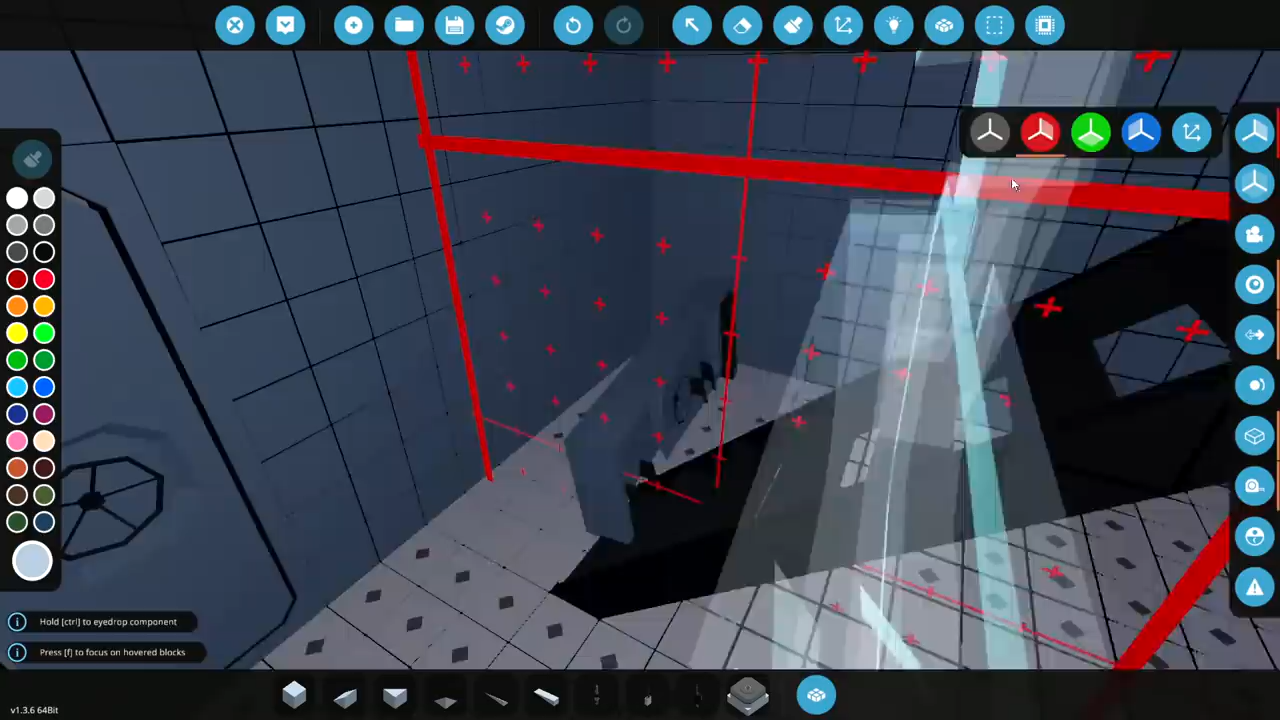 Hold [ctrl] to eyedrop component
Press [f] to focus on hovered blocks
v1.3.6 64Bit